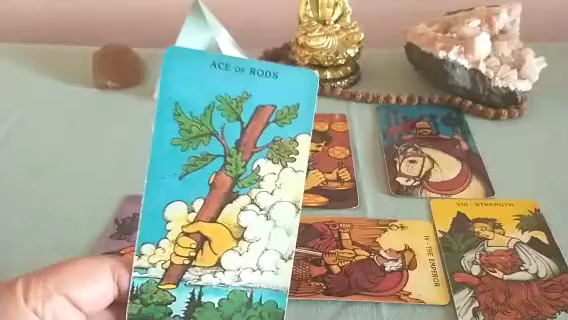 ACE OF RODS
VIII - STRENGTH
IV - THE EMPEROR